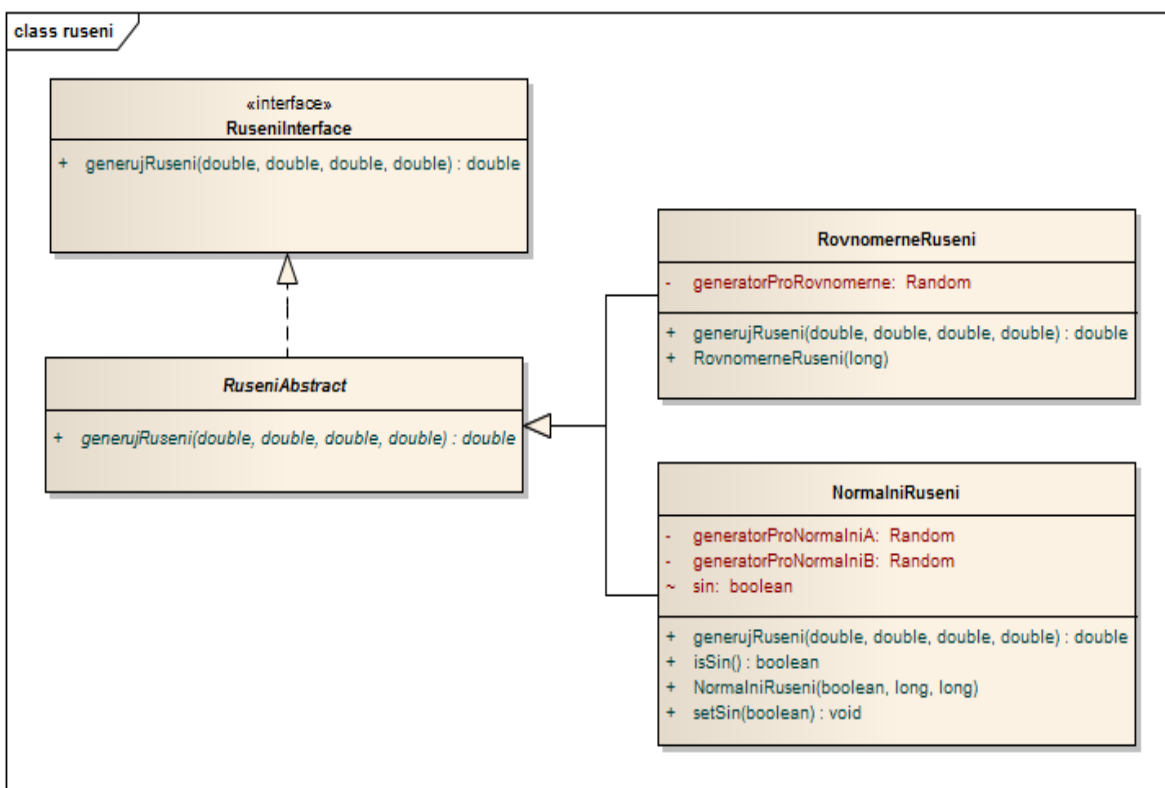 class ruseni
«interface»
RuseniInterface
+ generujRuseni(double, double, double, double) : double
RuseniAbstract
+ generujRuseni(double, double, double, double) : double
RovnomerneRuseni
- generatorProRovnomerne: Random
+ generujRuseni(double, double, double, double) : double
+ RovnomerneRuseni(long)
NormalniRuseni
- generatorProNormalniA: Random
- generatorProNormalniB: Random
~ sin: boolean
+ generujRuseni(double, double, double, double) : double
+ isSin() : boolean
+ NormalniRuseni(boolean, long, long)
+ setSin(boolean) : void